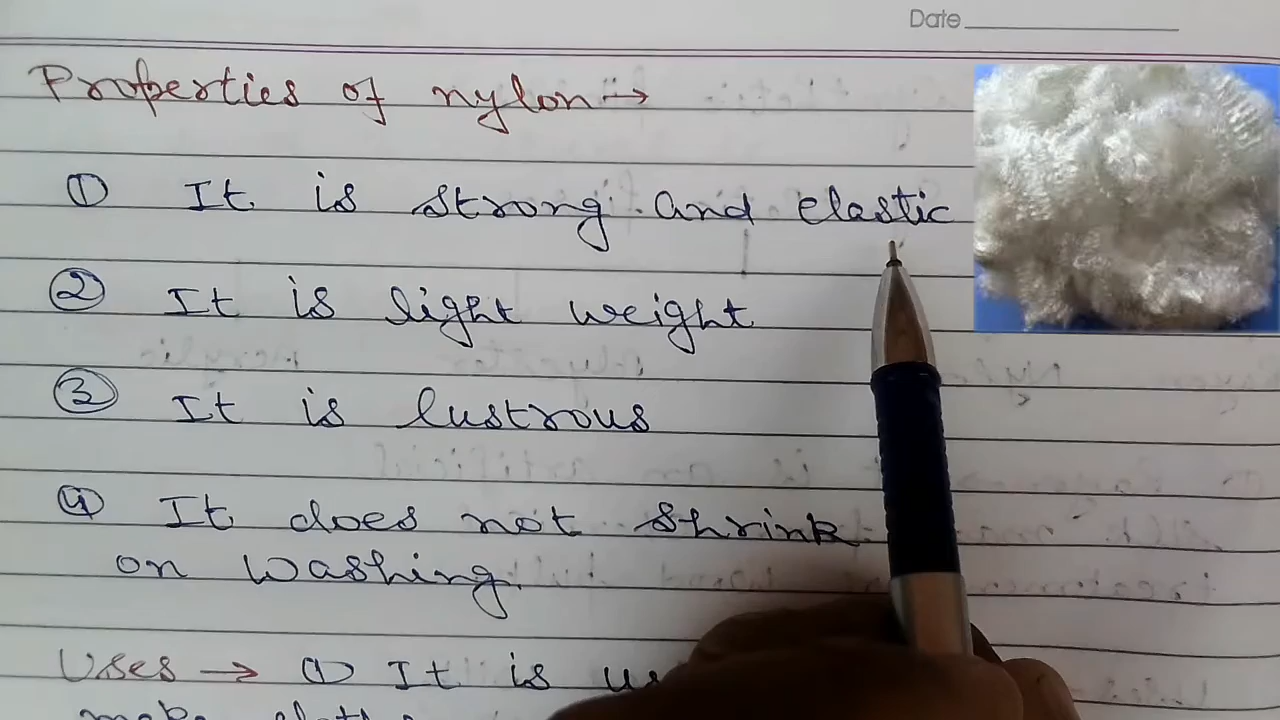 Date
Properties of nylon :→
① It is strong and elastic
② It is light weight
③ It is lustrous
④ It does not shrink
on washing.
Uses → ① It is
make